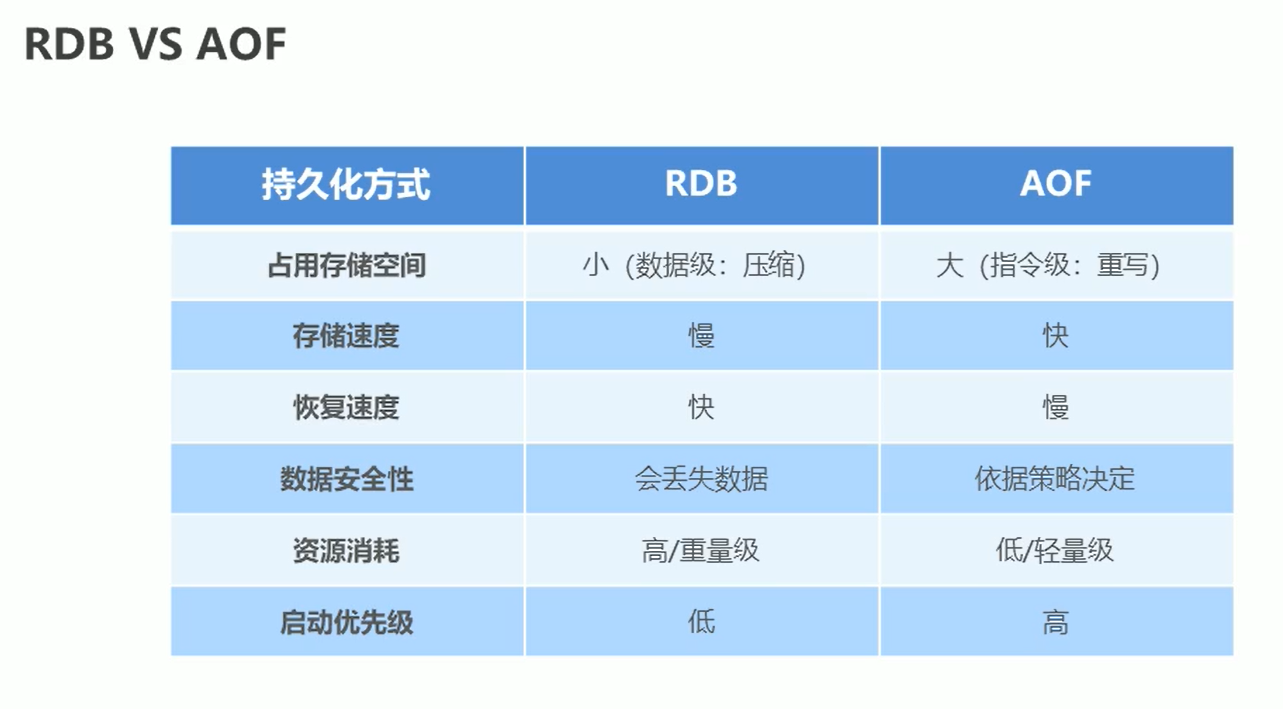 RDB VS AOF
持久化方式 RDB AOF
占用存储空间 小（数据级：压缩） 大（指令级：重写）
存储速度 慢 快
恢复速度 快 慢
数据安全性 会丢失数据 依据策略决定
资源消耗 高/重量级 低/轻量级
启动优先级 低 高